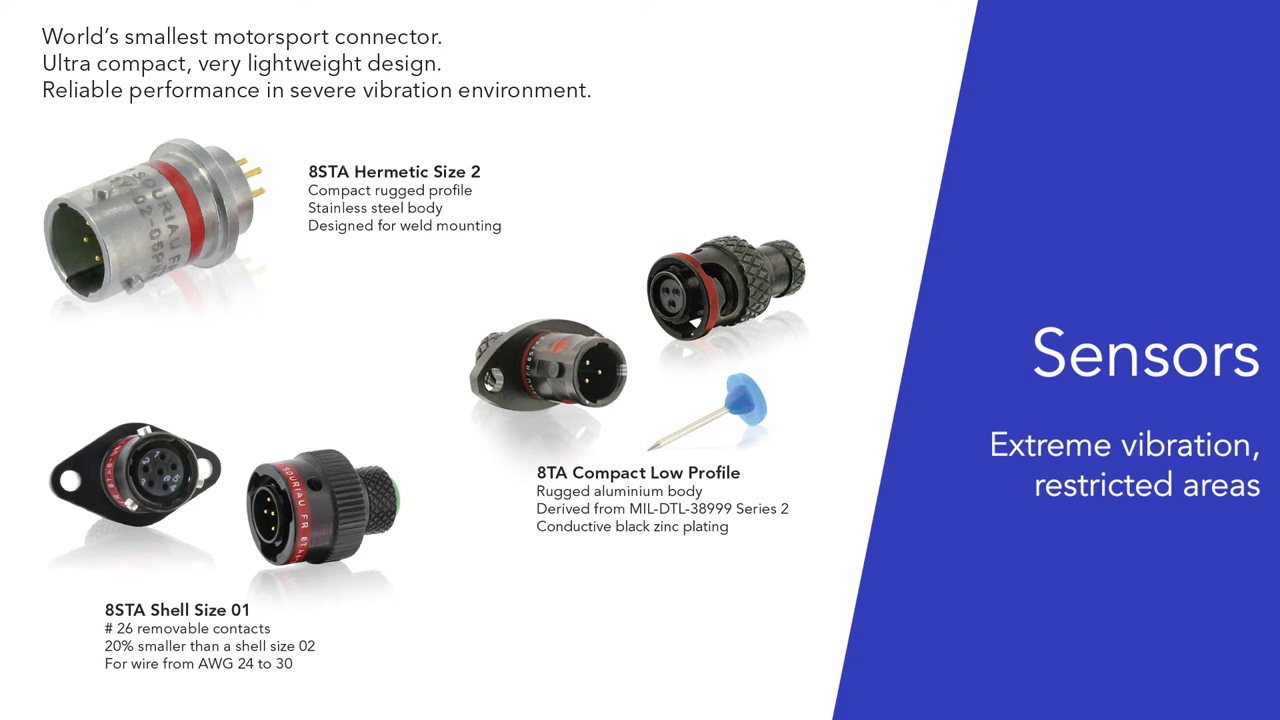 World's smallest motorsport connector.
Ultra compact, very lightweight design.
Reliable performance in severe vibration environment.
8STA Hermetic Size 2
Compact rugged profile
Stainless steel body
Designed for weld mounting
SOURIAU
8TA Compact Low Profile
Rugged aluminium body
Derived from MIL-DTL-38999 Series 2
Conductive black zinc plating
SOURIAU FR
8STA Shell Size 01
# 26 removable contacts
20% smaller than a shell size 02
For wire from AWG 24 to 30
Sensors
Extreme vibration,
restricted areas